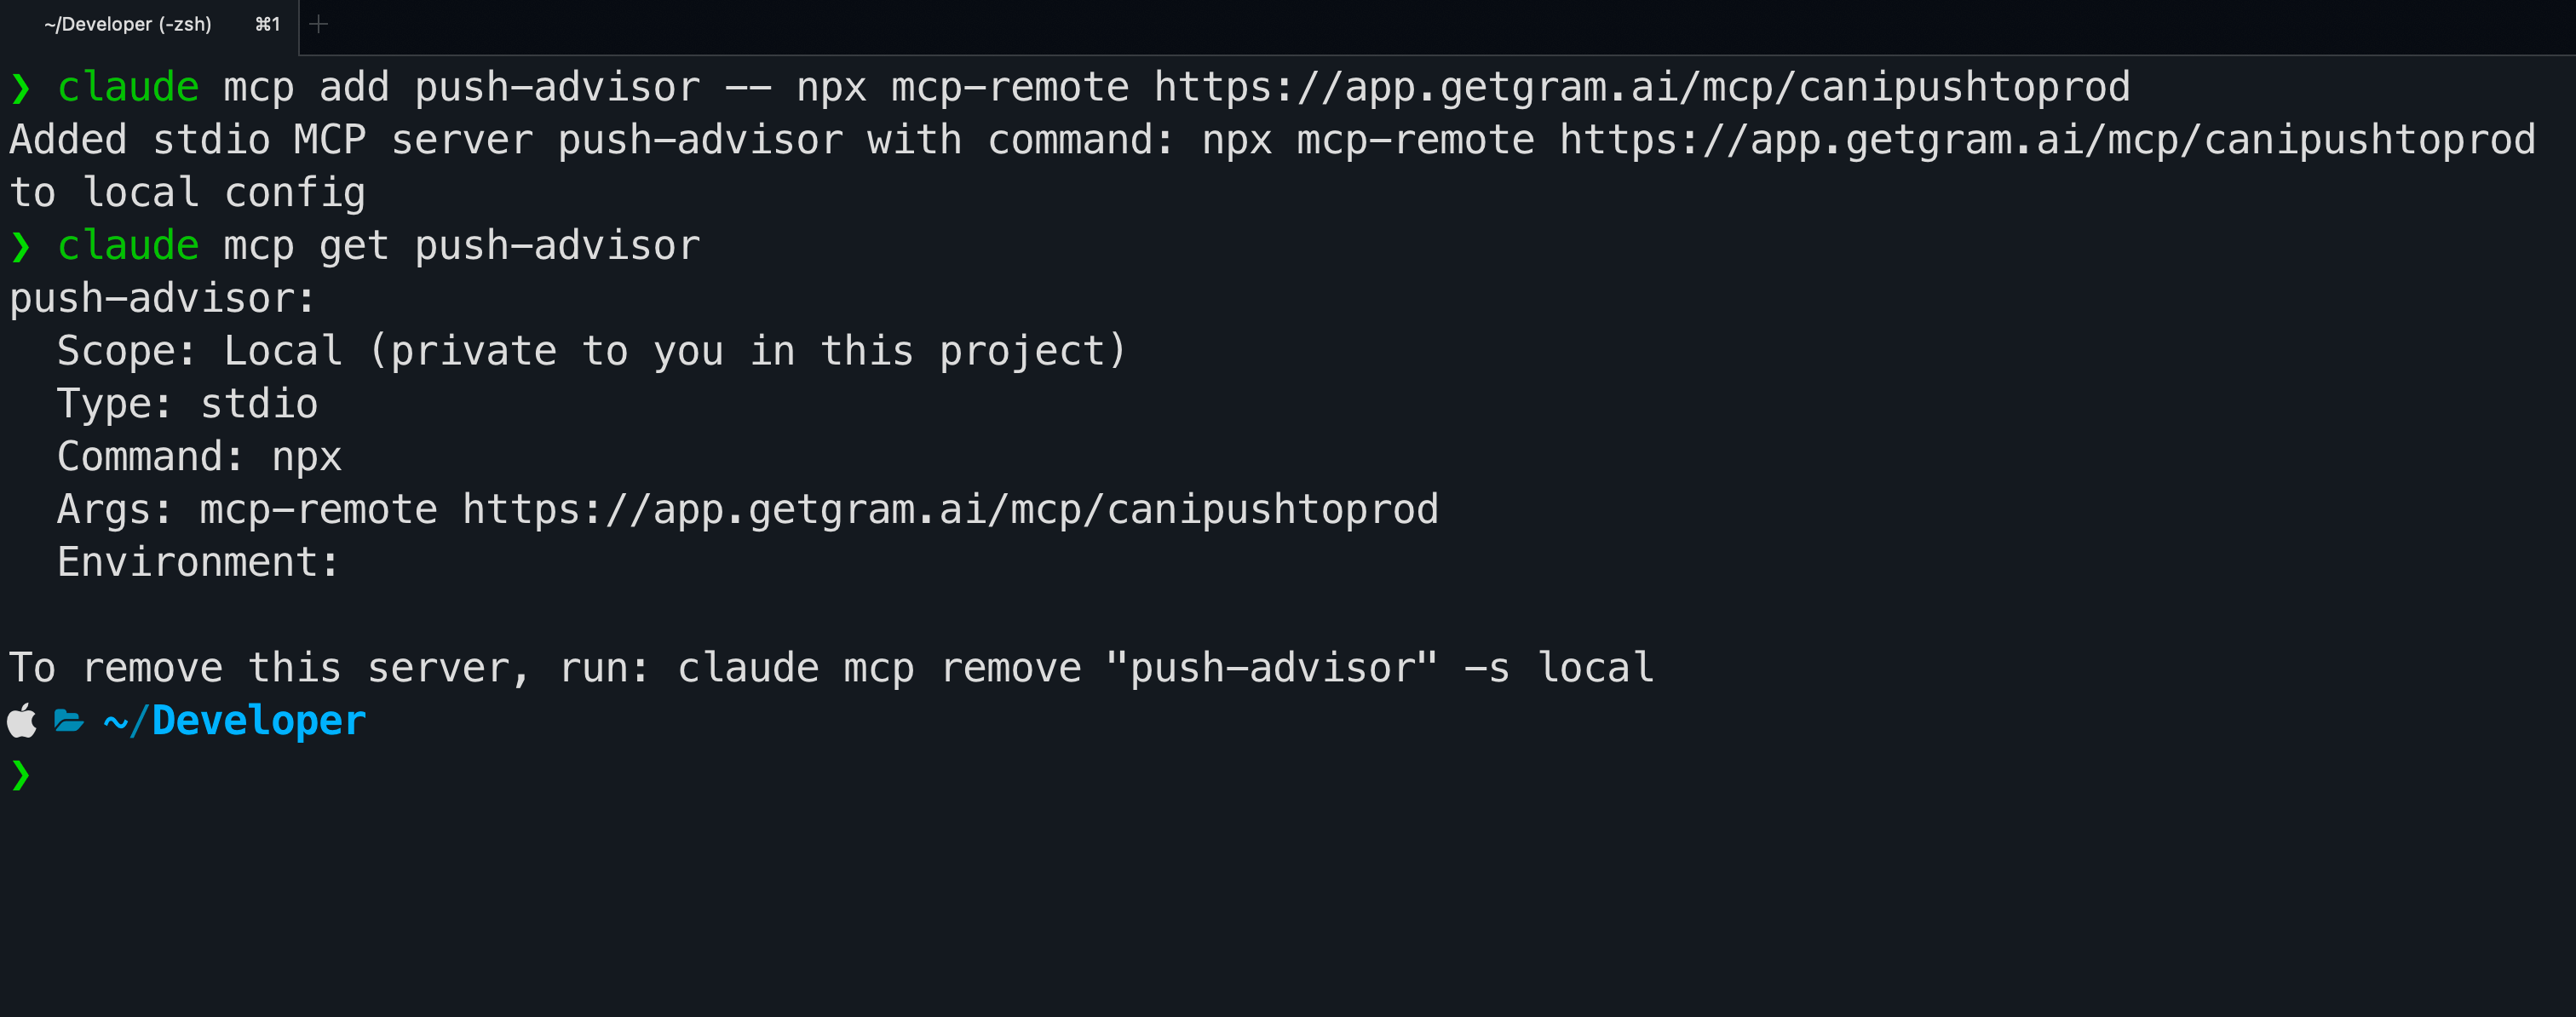 ~/Developer (-zsh) ⌘1 +
❯ claude mcp add push-advisor -- npx mcp-remote https://app.getgram.ai/mcp/canipushtoprod
Added stdio MCP server push-advisor with command: npx mcp-remote https://app.getgram.ai/mcp/canipushtoprod
to local config
❯ claude mcp get push-advisor
push-advisor:
  Scope: Local (private to you in this project)
  Type: stdio
  Command: npx
  Args: mcp-remote https://app.getgram.ai/mcp/canipushtoprod
  Environment:

To remove this server, run: claude mcp remove "push-advisor" -s local
~/Developer
❯